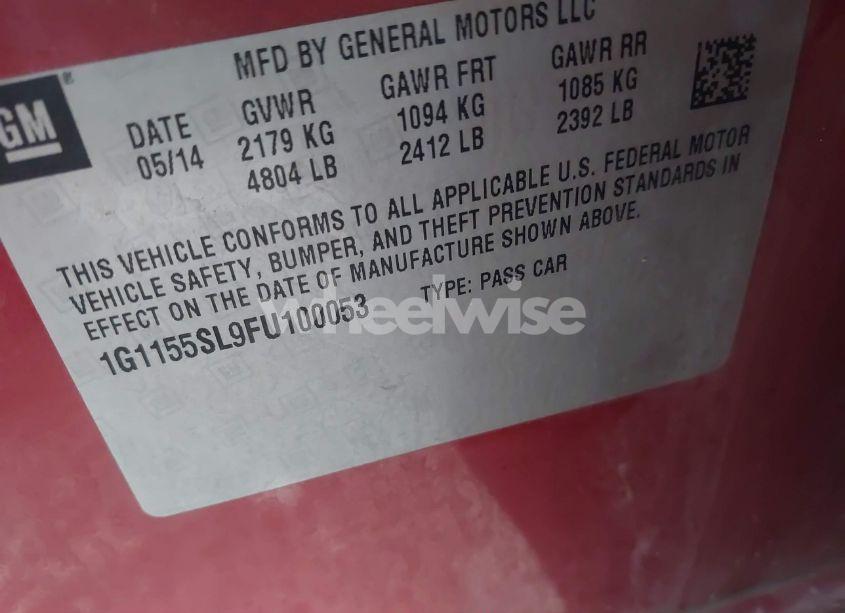 MFD BY GENERAL MOTORS LLC
GM®
DATE GVWR GAWR FRT GAWR RR
05/14 2179 KG 1094 KG 1085 KG
4804 LB 2412 LB 2392 LB
THIS VEHICLE CONFORMS TO ALL APPLICABLE U.S. FEDERAL MOTOR
VEHICLE SAFETY, BUMPER, AND THEFT PREVENTION STANDARDS IN
EFFECT ON THE DATE OF MANUFACTURE SHOWN ABOVE.
1G1155SL9FU100053 TYPE: PASS CAR
wheelwise